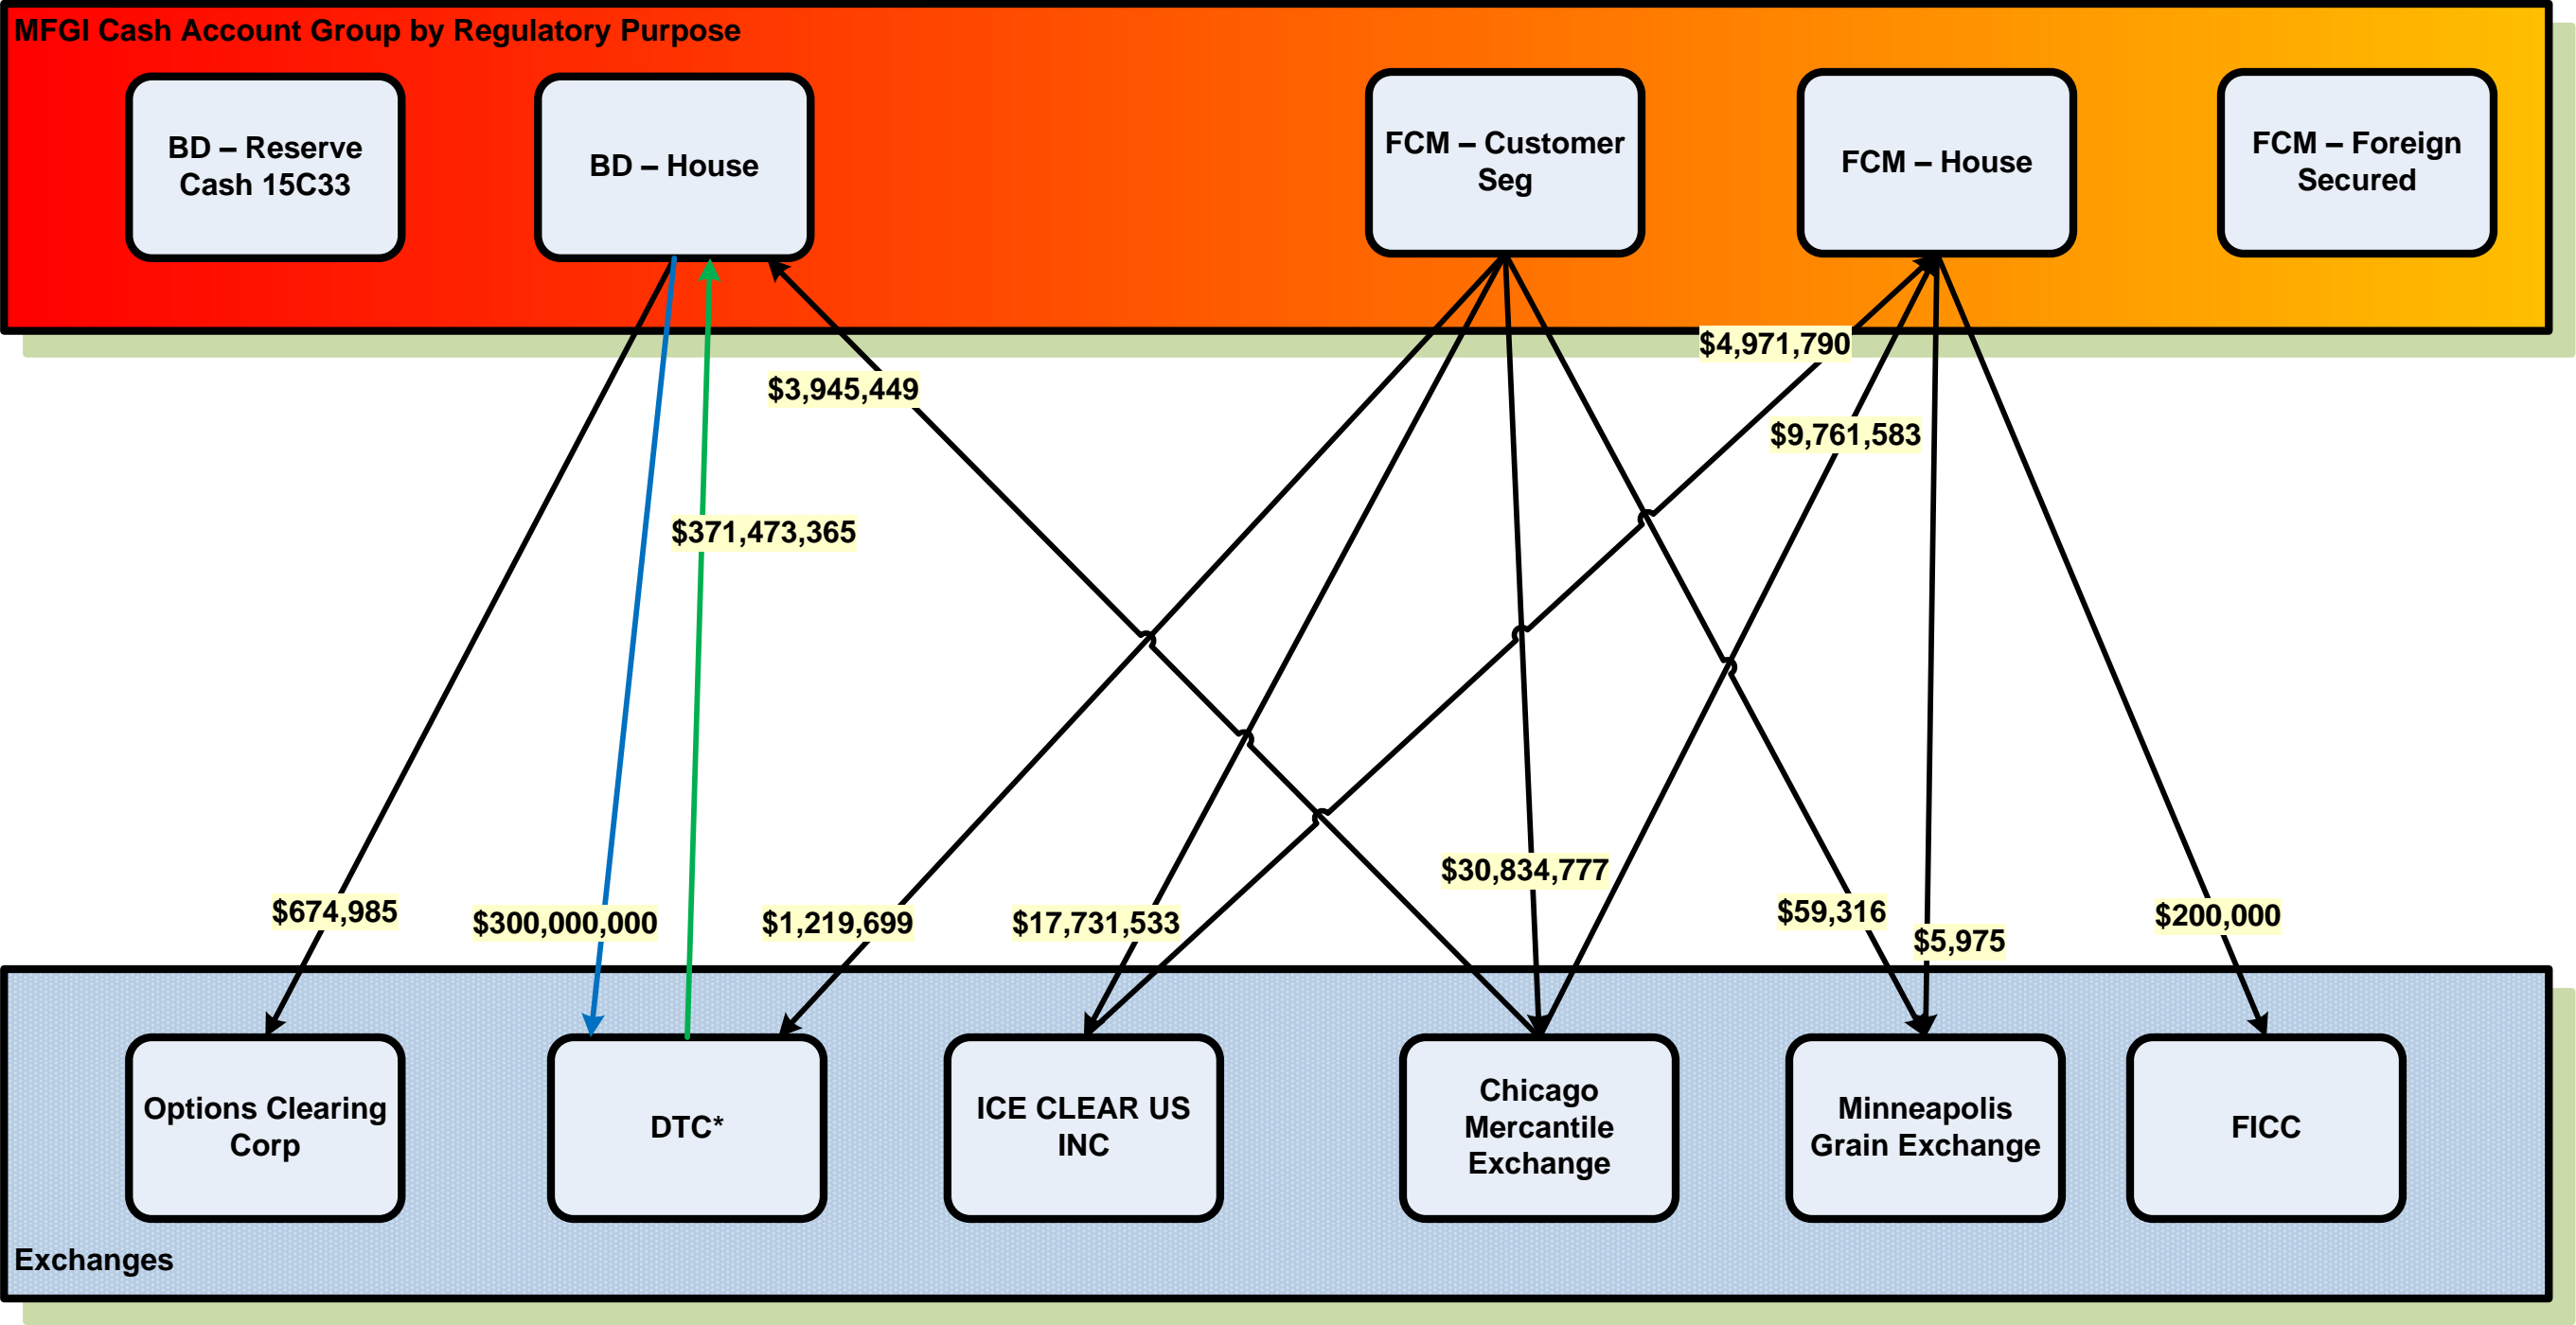 MFGI Cash Account Group by Regulatory Purpose
BD – Reserve
Cash 15C33
BD – House
FCM – Customer
Seg
FCM – House
FCM – Foreign
Secured
$4,971,790
$3,945,449
$9,761,583
$371,473,365
$30,834,777
$674,985
$300,000,000
$1,219,699
$17,731,533
$59,316
$5,975
$200,000
Options Clearing
Corp
DTC*
ICE CLEAR US
INC
Chicago
Mercantile
Exchange
Minneapolis
Grain Exchange
FICC
Exchanges